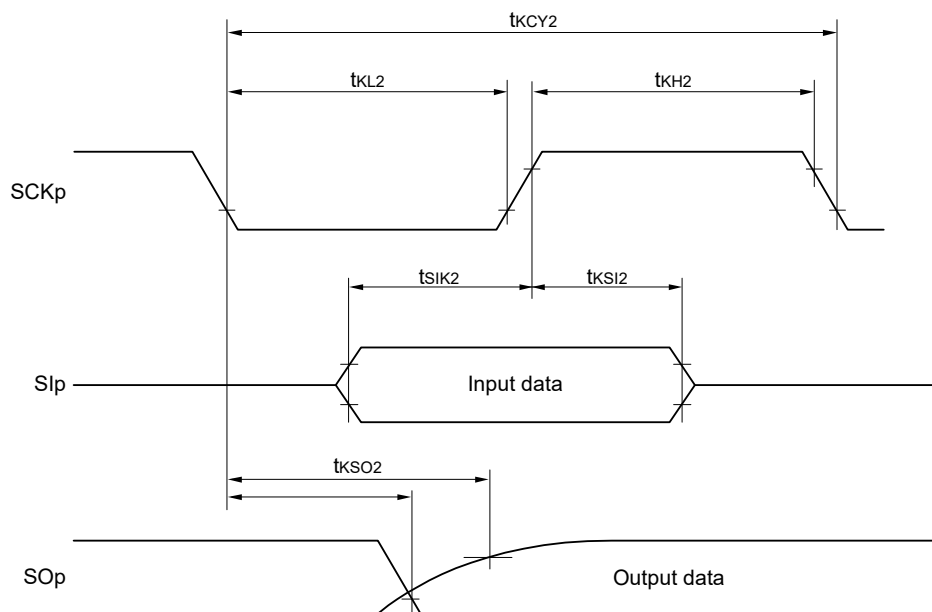 tKCY2
tKL2
tKH2
SCKp
tSIK2
tKSI2
SIp
Input data
tKSO2
SOp
Output data